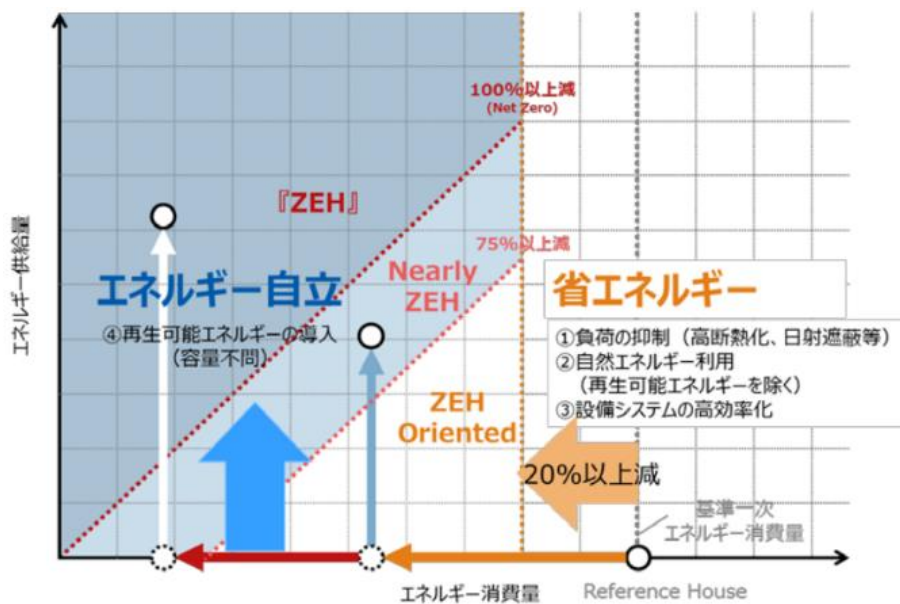 100%以上減
(Net Zero)
『ZEH』
75%以上減
エネルギー供給量
エネルギー自立
④再生可能エネルギーの導入
(容量不問)
Nearly
ZEH
省エネルギー
①負荷の抑制（高断熱化、日射遮蔽等）
②自然エネルギー利用
（再生可能エネルギーを除く）
③設備システムの高効率化
ZEH
Oriented
20%以上減
基準一次
エネルギー消費量
エネルギー消費量
Reference House